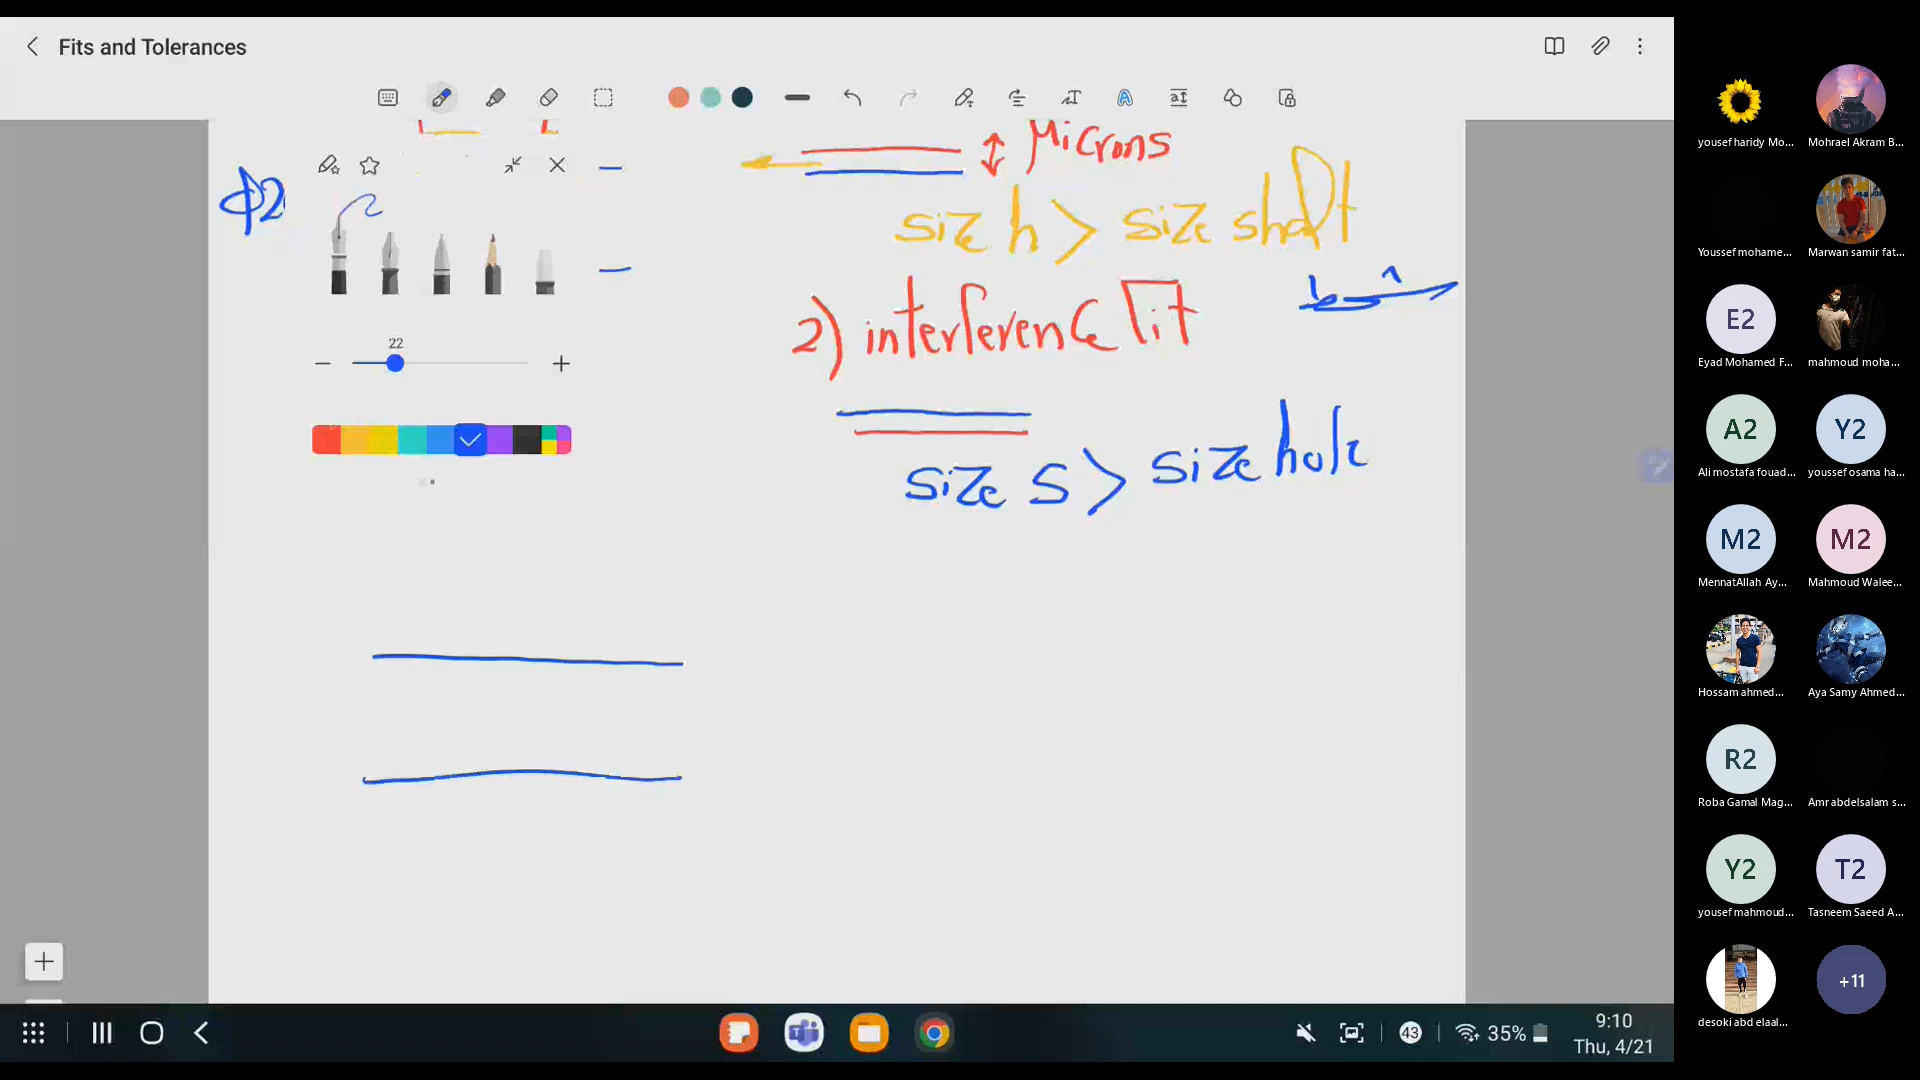 Fits and Tolerances
Microns
Φ2
size h > size shaft
2) interference fit
22
size s > size hole
yousef haridy Mo...
Mohrael Akram B...
Youssef mohame...
Marwan samir fat...
E2
Eyad Mohamed F...
mahmoud moha...
A2
Ali mostafa fouad...
Y2
youssef osama ha...
M2
MennatAllah Ay...
M2
Mahmoud Walee...
Hossam ahmed...
Aya Samy Ahmed...
R2
Roba Gamal Mag...
Amr abdelsalam s...
Y2
yousef mahmoud...
T2
Tasneem Saeed A...
desoki abd elaal...
+11
43
35%
9:10
Thu, 4/21